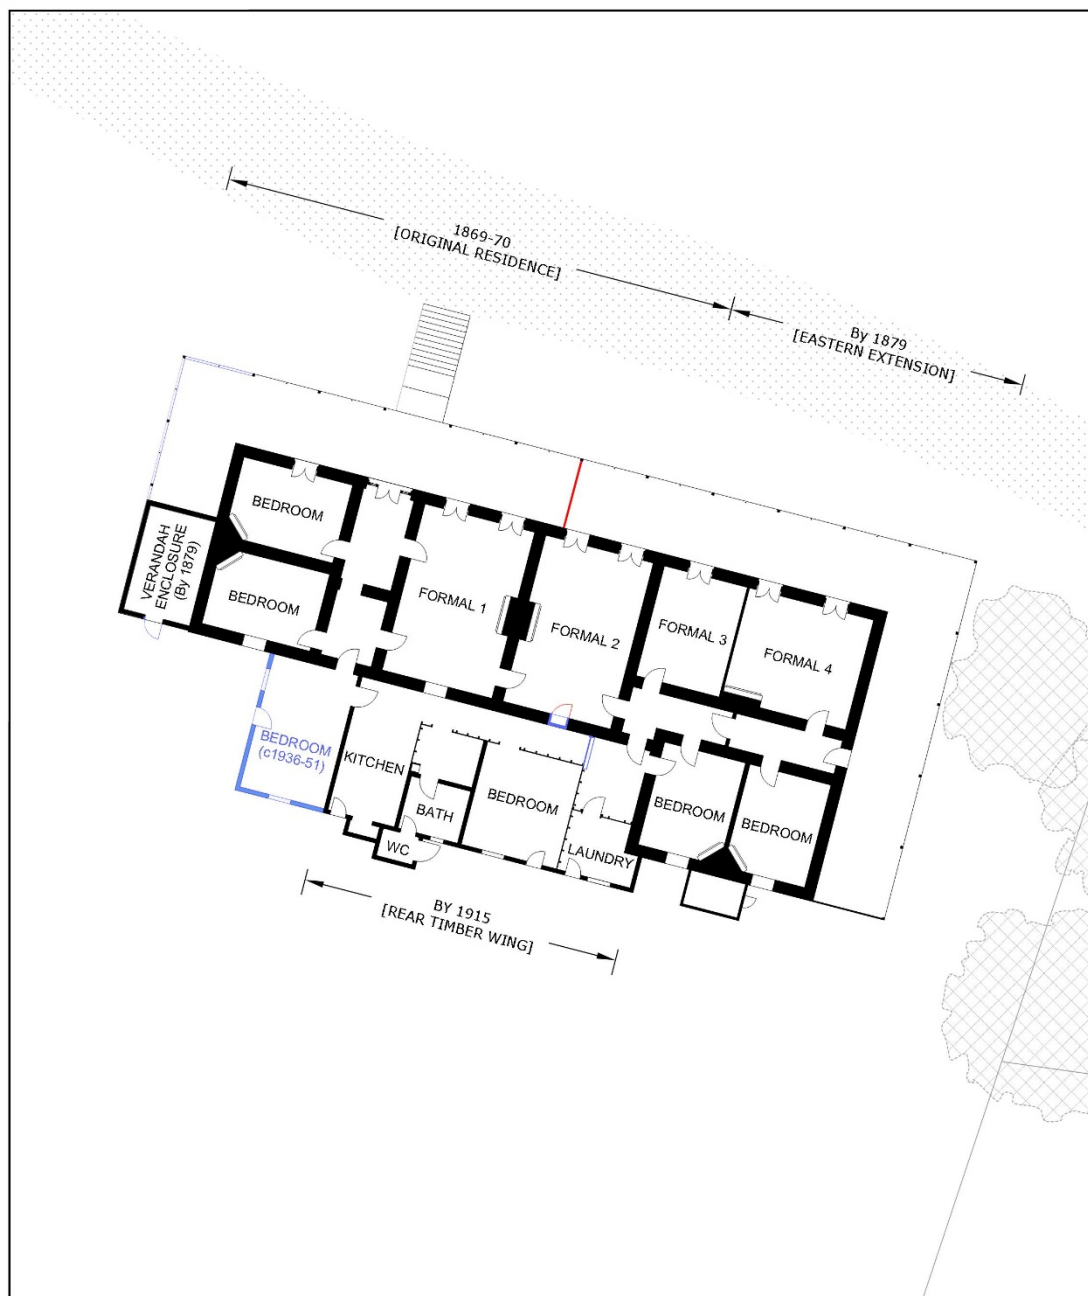 1869-70
[ORIGINAL RESIDENCE]
By 1879
[EASTERN EXTENSION]
BEDROOM
VERANDAH
ENCLOSURE
(By 1879)
BEDROOM
FORMAL 1
FORMAL 2
FORMAL 3
FORMAL 4
BEDROOM
(c1936-51)
KITCHEN
BATH
WC
BEDROOM
LAUNDRY
BEDROOM
BEDROOM
BY 1915
[REAR TIMBER WING]